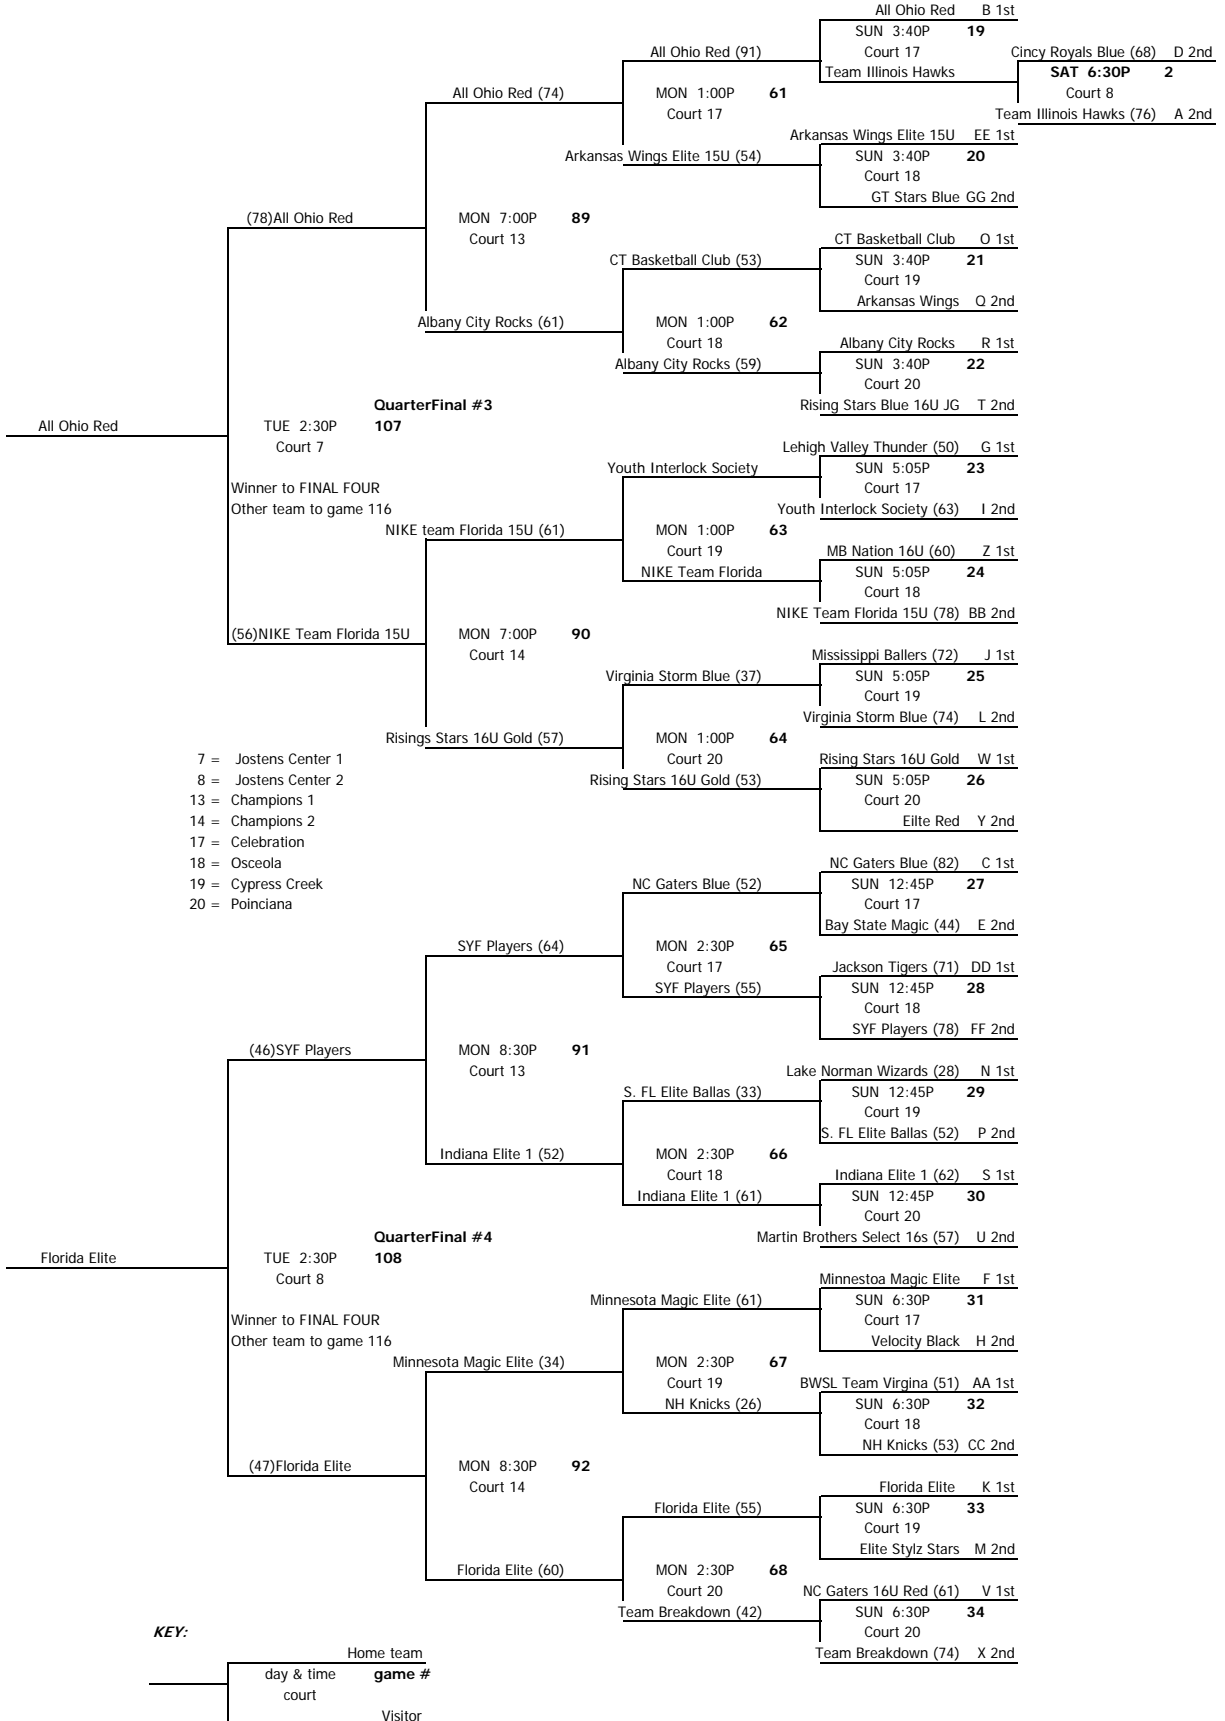 All Ohio Red B 1st
SUN 3:40P 19
All Ohio Red (91) Court 17 Cincy Royals Blue (68) D 2nd
Team Illinois Hawks SAT 6:30P 2
All Ohio Red (74) MON 1:00P 61 Court 8
Court 17 Team Illinois Hawks (76) A 2nd
Arkansas Wings Elite 15U EE 1st
Arkansas Wings Elite 15U (54) SUN 3:40P 20
Court 18
GT Stars Blue GG 2nd
(78)All Ohio Red MON 7:00P 89
Court 13 CT Basketball Club O 1st
CT Basketball Club (53) SUN 3:40P 21
Court 19
Arkansas Wings Q 2nd
Albany City Rocks (61) MON 1:00P 62
Court 18 Albany City Rocks R 1st
Albany City Rocks (59) SUN 3:40P 22
Court 20
QuarterFinal #3 Rising Stars Blue 16U JG T 2nd
All Ohio Red TUE 2:30P 107
Court 7 Lehigh Valley Thunder (50) G 1st
Youth Interlock Society SUN 5:05P 23
Winner to FINAL FOUR Court 17
Other team to game 116 Youth Interlock Society (63) I 2nd
NIKE team Florida 15U (61) MON 1:00P 63
Court 19 MB Nation 16U (60) Z 1st
NIKE Team Florida SUN 5:05P 24
Court 18
NIKE Team Florida 15U (78) BB 2nd
(56)NIKE Team Florida 15U MON 7:00P 90
Court 14 Mississippi Ballers (72) J 1st
Virginia Storm Blue (37) SUN 5:05P 25
Court 19
Virginia Storm Blue (74) L 2nd
Risings Stars 16U Gold (57) MON 1:00P 64
7 = Jostens Center 1 Court 20 Rising Stars 16U Gold W 1st
8 = Jostens Center 2 Rising Stars 16U Gold (53) SUN 5:05P 26
13 = Champions 1 Court 20
14 = Champions 2 Eilte Red Y 2nd
17 = Celebration
18 = Osceola NC Gaters Blue (82) C 1st
19 = Cypress Creek NC Gaters Blue (52) SUN 12:45P 27
20 = Poinciana Court 17
Bay State Magic (44) E 2nd
SYF Players (64) MON 2:30P 65
Court 17 Jackson Tigers (71) DD 1st
SYF Players (55) SUN 12:45P 28
Court 18
SYF Players (78) FF 2nd
(46)SYF Players MON 8:30P 91
Court 13 Lake Norman Wizards (28) N 1st
S. FL Elite Ballas (33) SUN 12:45P 29
Court 19
S. FL Elite Ballas (52) P 2nd
Indiana Elite 1 (52) MON 2:30P 66
Court 18 Indiana Elite 1 (62) S 1st
Indiana Elite 1 (61) SUN 12:45P 30
Court 20
QuarterFinal #4 Martin Brothers Select 16s (57) U 2nd
Florida Elite TUE 2:30P 108
Court 8 Minnestoa Magic Elite F 1st
Minnesota Magic Elite (61) SUN 6:30P 31
Winner to FINAL FOUR Court 17
Other team to game 116 Velocity Black H 2nd
Minnesota Magic Elite (34) MON 2:30P 67
Court 19 BWSL Team Virgina (51) AA 1st
NH Knicks (26) SUN 6:30P 32
Court 18
NH Knicks (53) CC 2nd
(47)Florida Elite MON 8:30P 92
Court 14 Florida Elite K 1st
Florida Elite (55) SUN 6:30P 33
Court 19
Elite Stylz Stars M 2nd
Florida Elite (60) MON 2:30P 68
Court 20 NC Gaters 16U Red (61) V 1st
Team Breakdown (42) SUN 6:30P 34
KEY: Court 20
Home team Team Breakdown (74) X 2nd
day & time game #
court
Visitor